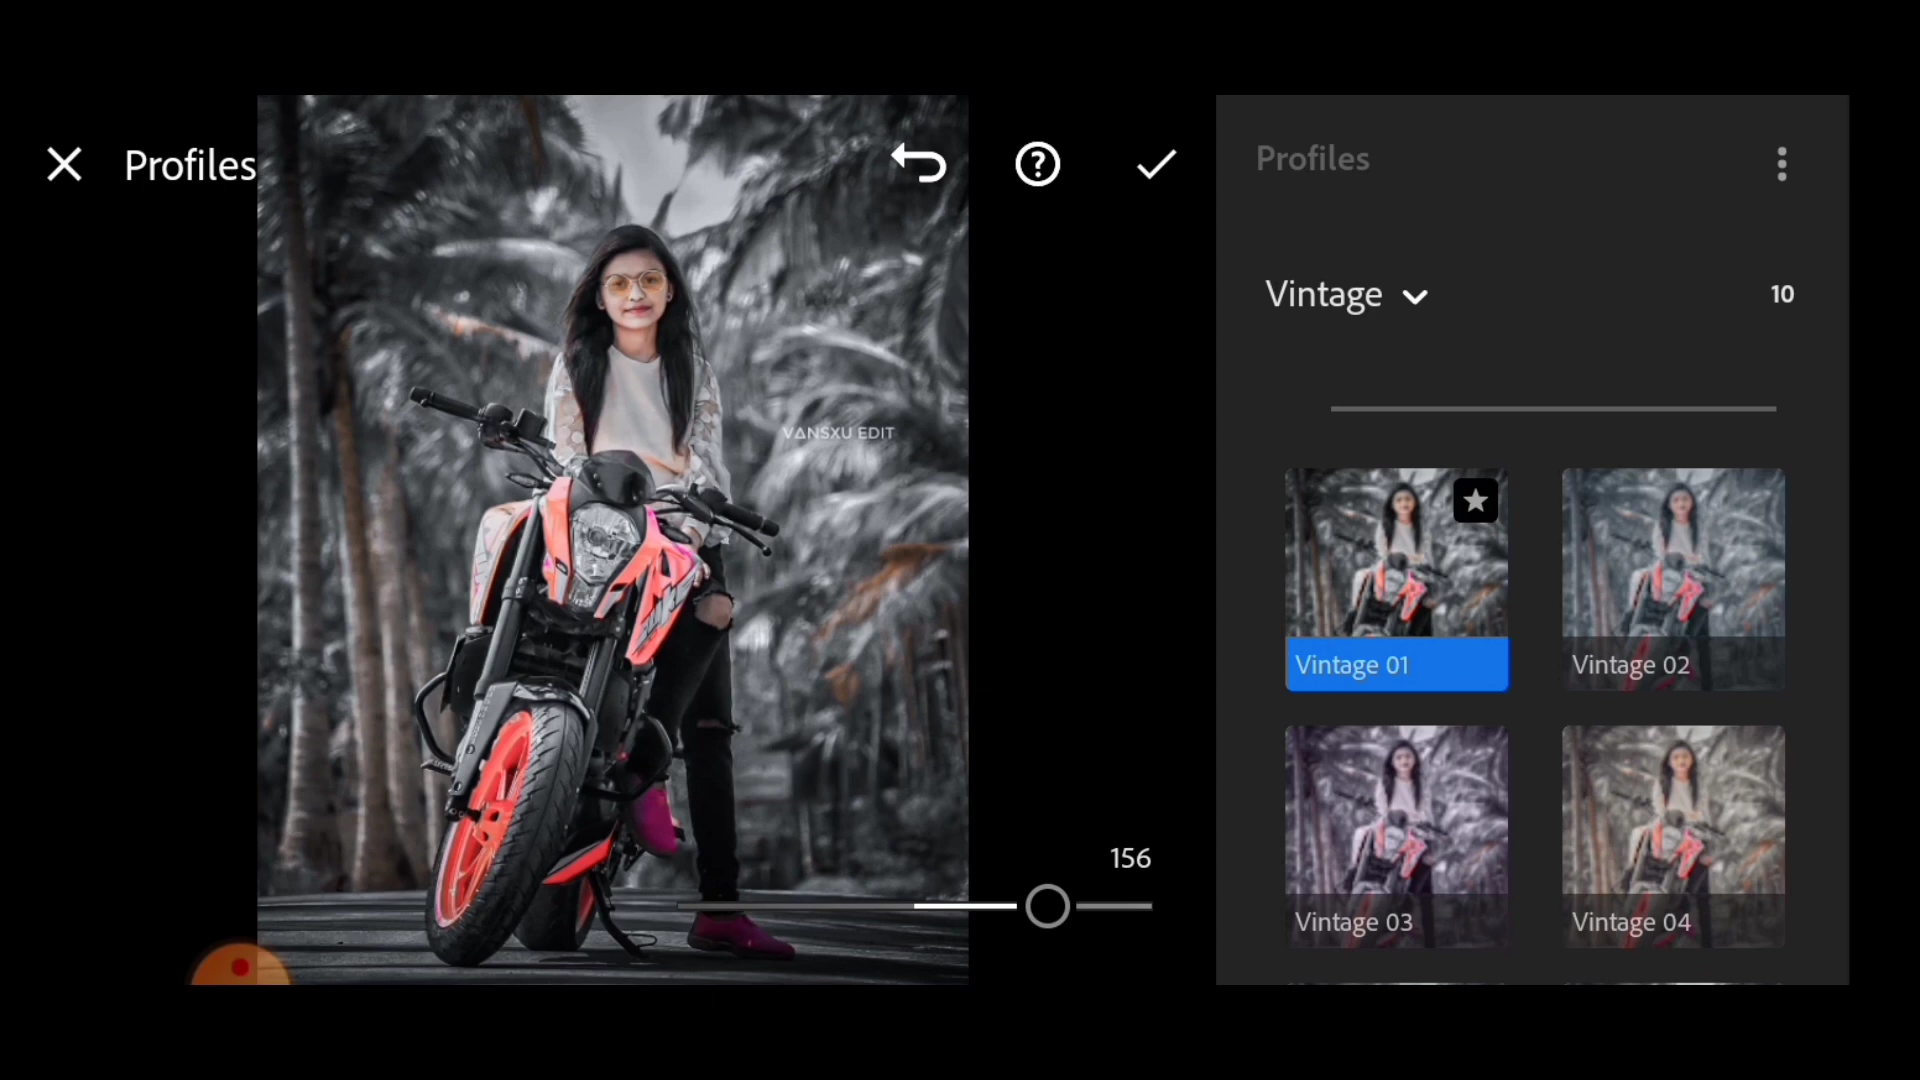 Profiles
Profiles
Vintage
10
VANSXU EDIT
Vintage 01
Vintage 02
156
Vintage 03
Vintage 04